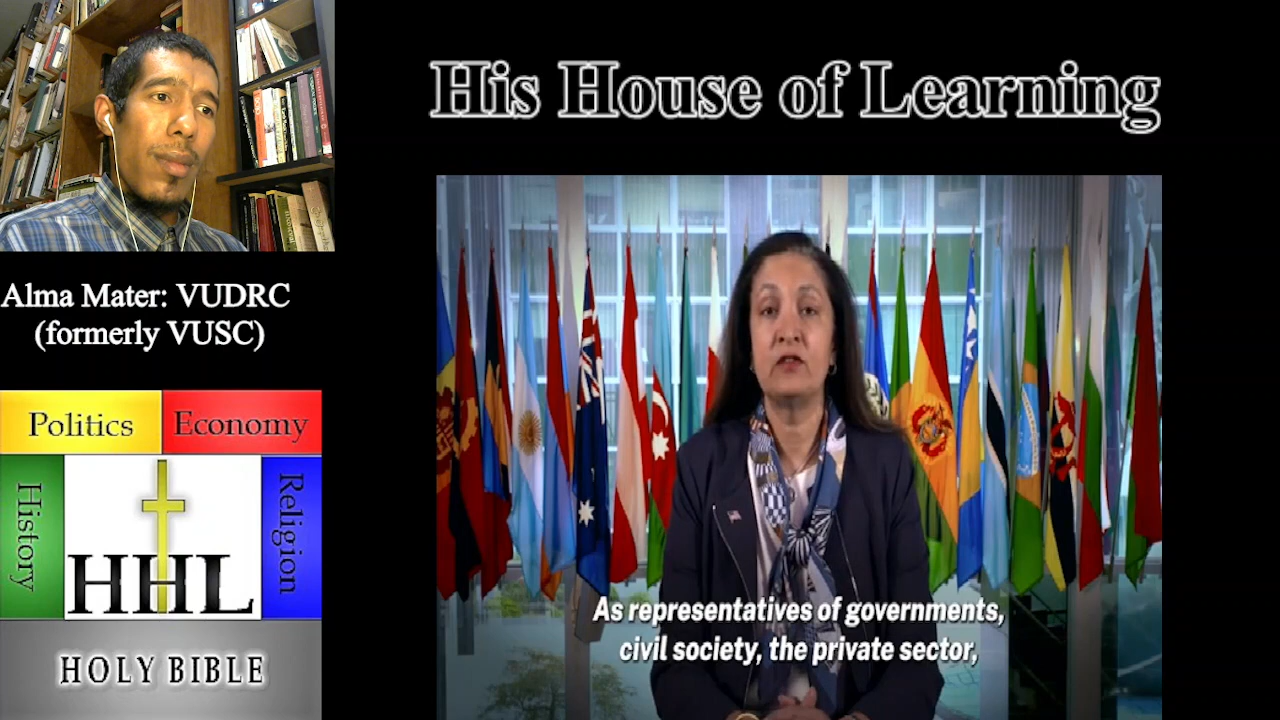 His House of Learning
Alma Mater: VUDRC
(formerly VUSC)
Politics
Economy
History
Religion
HHL
HOLY BIBLE
As representatives of governments,
civil society, the private sector,